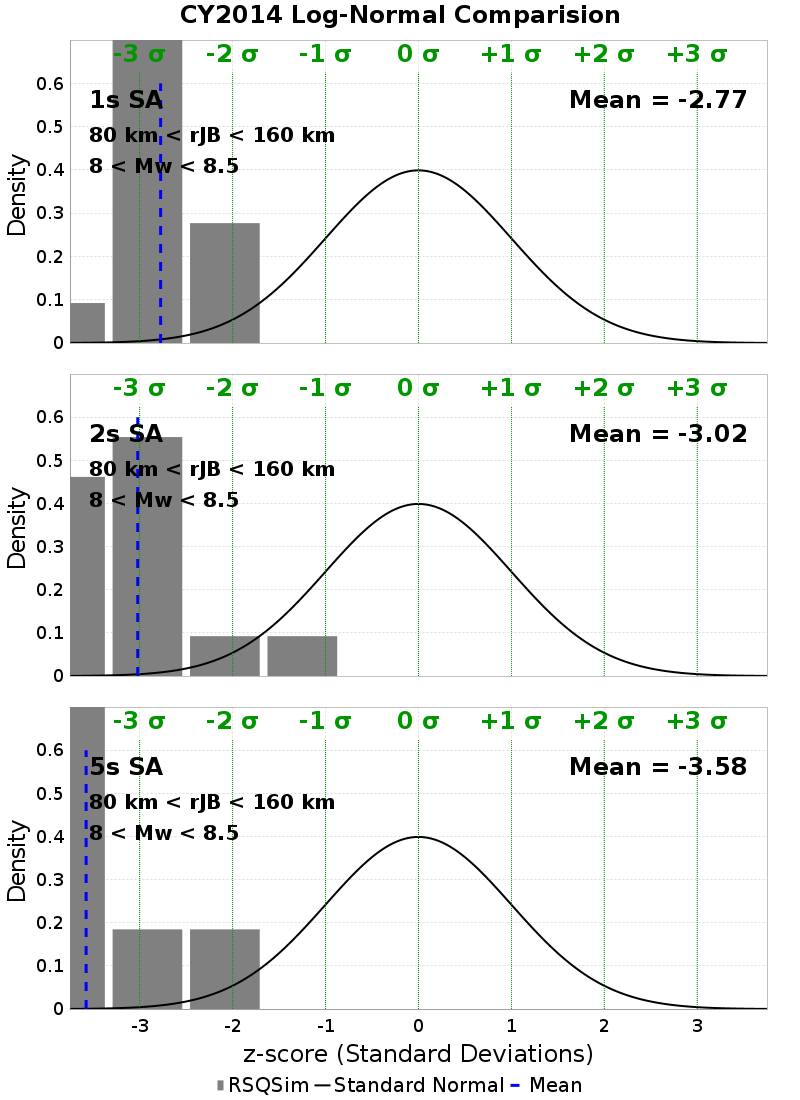 CY2014 Log-Normal Comparision
-3 σ -2 σ -1 σ 0 σ +1 σ +2 σ +3 σ
0.6
1s SA Mean = -2.77
0.5
80 km < rJB < 160 km
8 < Mw < 8.5
0.4
Density
0.3
0.2
0.1
0
-3 σ -2 σ -1 σ 0 σ +1 σ +2 σ +3 σ
0.6
2s SA Mean = -3.02
0.5
80 km < rJB < 160 km
8 < Mw < 8.5
0.4
Density
0.3
0.2
0.1
0
-3 σ -2 σ -1 σ 0 σ +1 σ +2 σ +3 σ
0.6
5s SA Mean = -3.58
0.5
80 km < rJB < 160 km
8 < Mw < 8.5
0.4
Density
0.3
0.2
0.1
0
-3 -2 -1 0 1 2 3
z-score (Standard Deviations)
RSQSim Standard Normal Mean